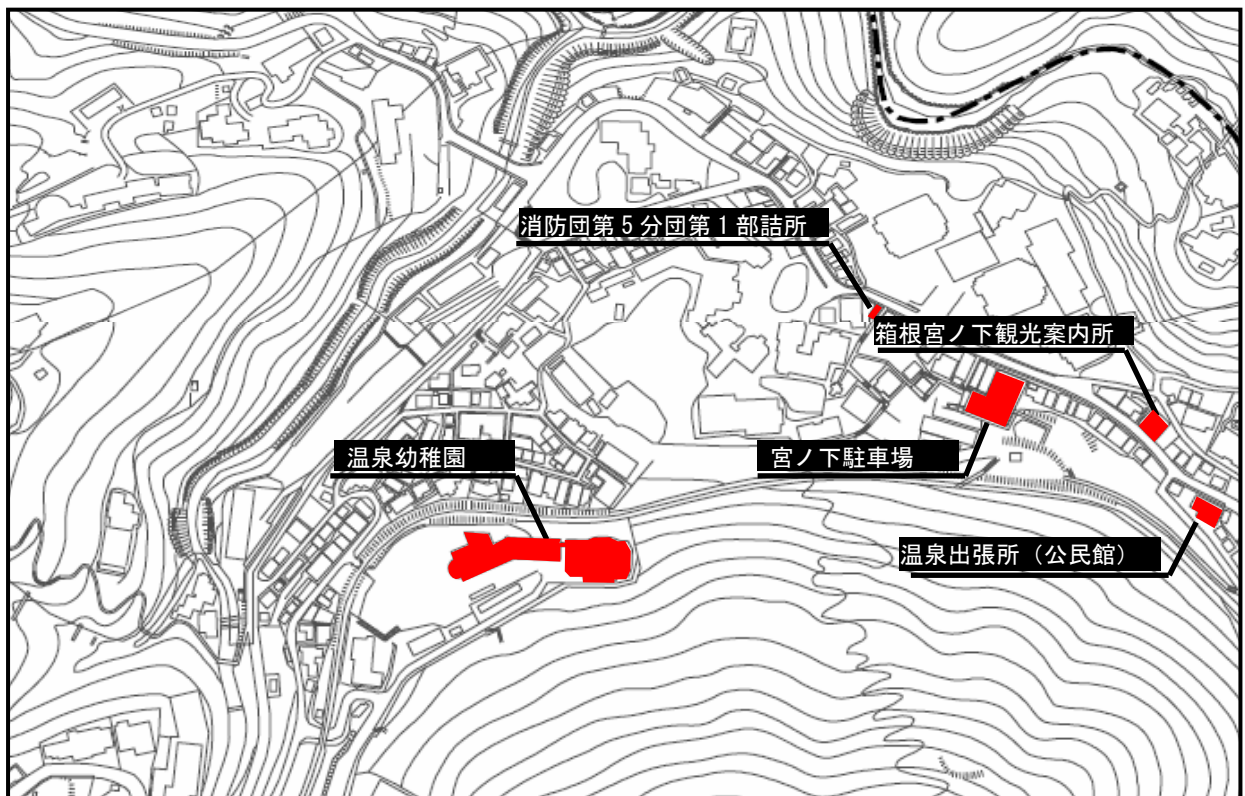 消防団第５分団第１部詰所
箱根宮ノ下観光案内所
温泉幼稚園
宮ノ下駐車場
温泉出張所（公民館）